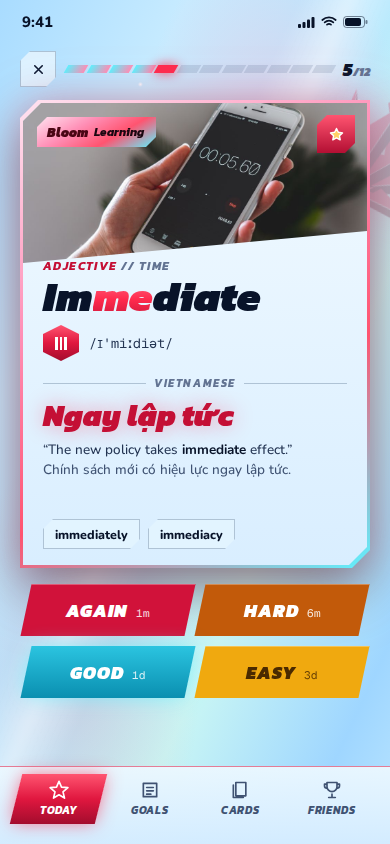 9:41
5/12
Bloom Learning
00:05.60
ADJECTIVE // TIME
Immediate
/ɪˈmiːdiət/
VIETNAMESE
Ngay lập tức
“The new policy takes immediate effect.”
Chính sách mới có hiệu lực ngay lập tức.
immediately immediacy
AGAIN 1m HARD 6m
GOOD 1d EASY 3d
TODAY GOALS CARDS FRIENDS